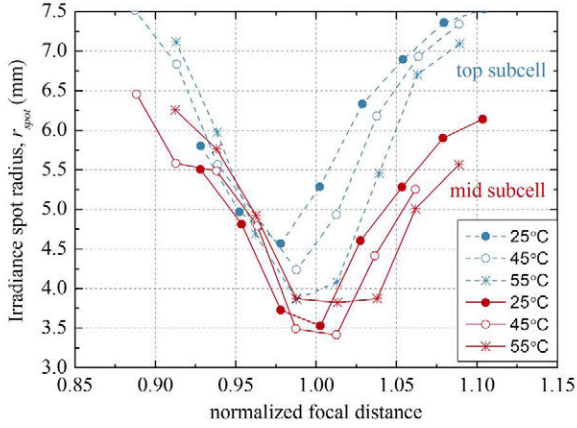 7.5
7.0
6.5
6.0
5.5
5.0
4.5
4.0
3.5
3.0
Irradiance spot radius, r_spot (mm)
top subcell
mid subcell
25°C
45°C
55°C
25°C
45°C
55°C
0.85 0.90 0.95 1.00 1.05 1.10 1.15
normalized focal distance